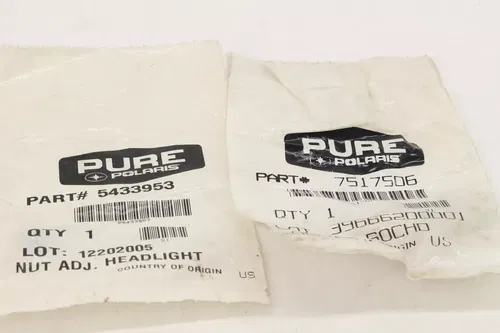 PURE
POLARIS
PART# 5433953
QTY 1
LOT: 12202005
NUT ADJ. HEADLIGHT
COUNTRY OF ORIGIN US
PURE
POLARIS
PART# 7517506
QTY 1
US